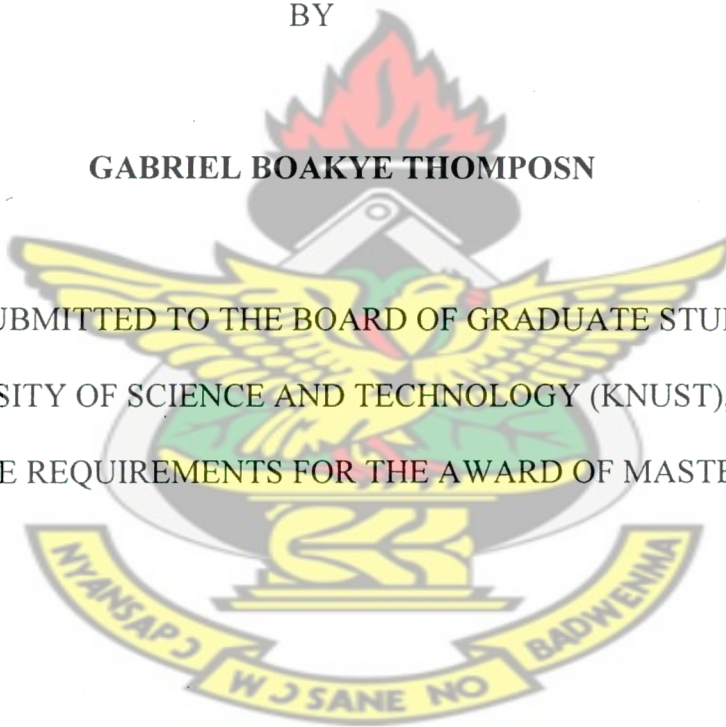 BY
GABRIEL BOAKYE THOMPOSN
UBMITTED TO THE BOARD OF GRADUATE STU
SITY OF SCIENCE AND TECHNOLOGY (KNUST),
E REQUIREMENTS FOR THE AWARD OF MASTE
NYANSAPƆ
WƆSANE NO
BADWENMA